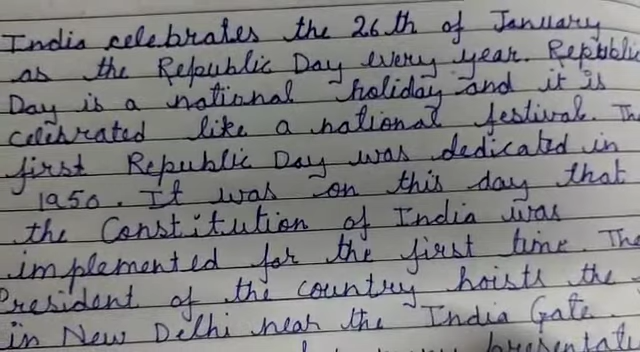 India celebrates the 26th of January
as the Republic Day every year. Republic
Day is a national holiday and it is
celebrated like a national festival. The
first Republic Day was dedicated in
1950. It was on this day that
the Constitution of India was
implemented for the first time. The
President of the country hoists the
in New Delhi near the India Gate.